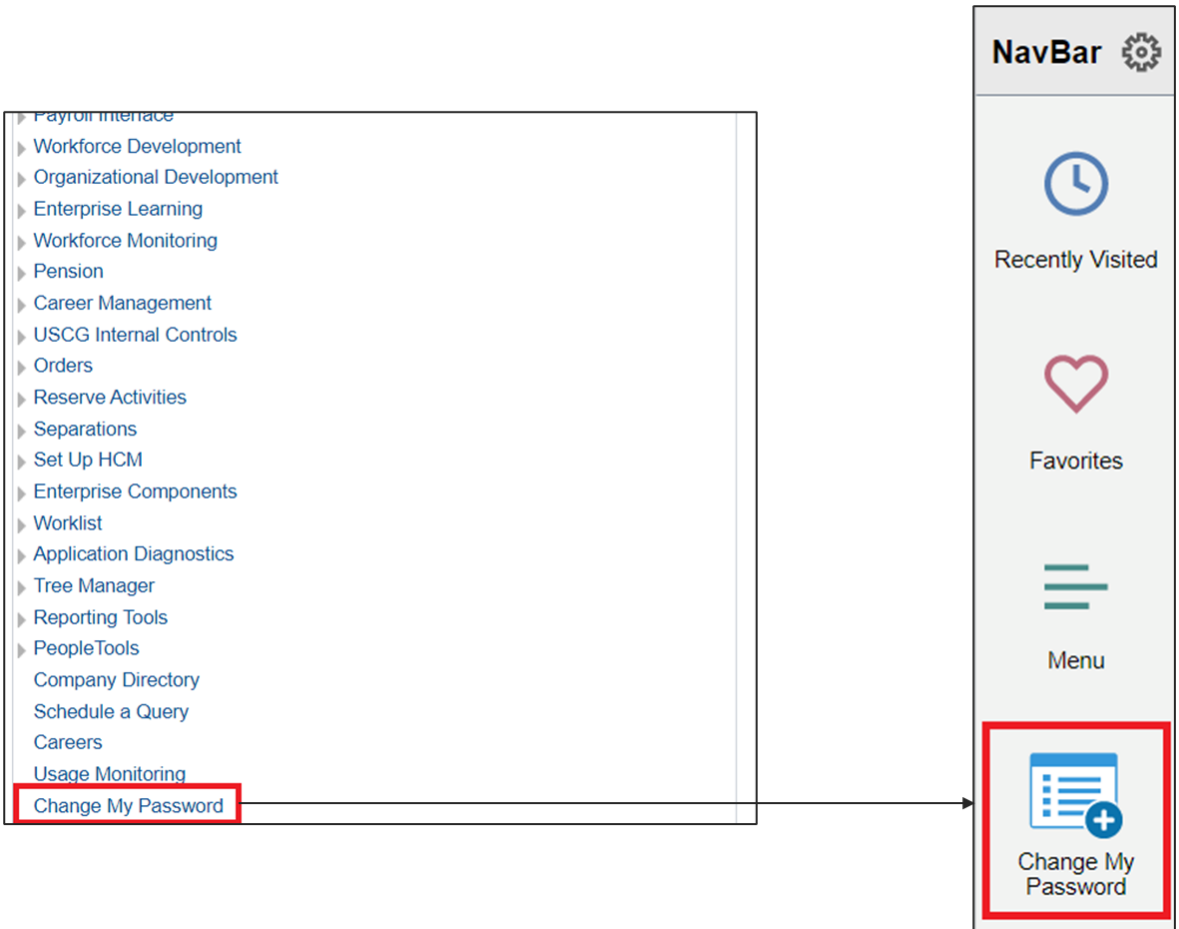 Payroll Interface
Workforce Development
Organizational Development
Enterprise Learning
Workforce Monitoring
Pension
Career Management
USCG Internal Controls
Orders
Reserve Activities
Separations
Set Up HCM
Enterprise Components
Worklist
Application Diagnostics
Tree Manager
Reporting Tools
PeopleTools
Company Directory
Schedule a Query
Careers
Usage Monitoring
Change My Password
NavBar
Recently Visited
Favorites
Menu
Change My
Password